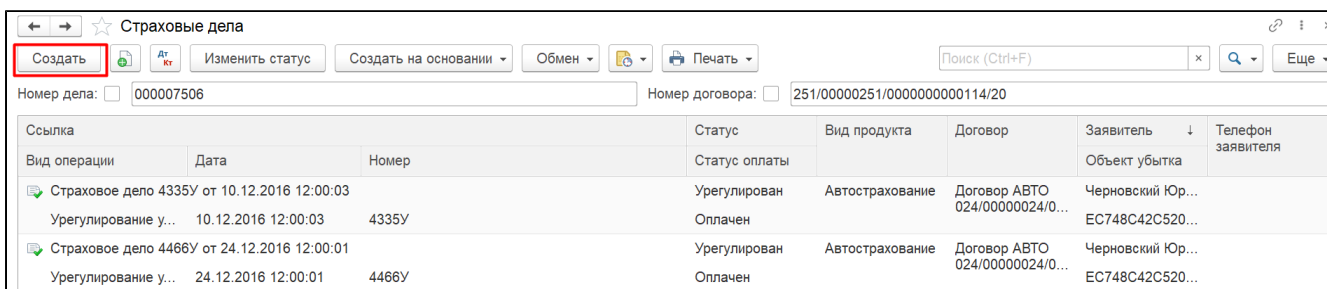 Страховые дела
Создать Дт Кт Изменить статус Создать на основании Обмен Печать Поиск (Ctrl+F) × Еще
Номер дела: 000007506 Номер договора: 251/00000251/0000000000114/20
Ссылка Статус Вид продукта Договор Заявитель ↓ Телефон заявителя
Вид операции Дата Номер Статус оплаты Объект убытка
Страховое дело 4335У от 10.12.2016 12:00:03 Урегулирован Автострахование Договор АВТО Черновский Юр...
024/00000024/0...
Урегулирование у... 10.12.2016 12:00:03 4335У Оплачен EC748C42C520...
Страховое дело 4466У от 24.12.2016 12:00:01 Урегулирован Автострахование Договор АВТО Черновский Юр...
024/00000024/0...
Урегулирование у... 24.12.2016 12:00:01 4466У Оплачен EC748C42C520...